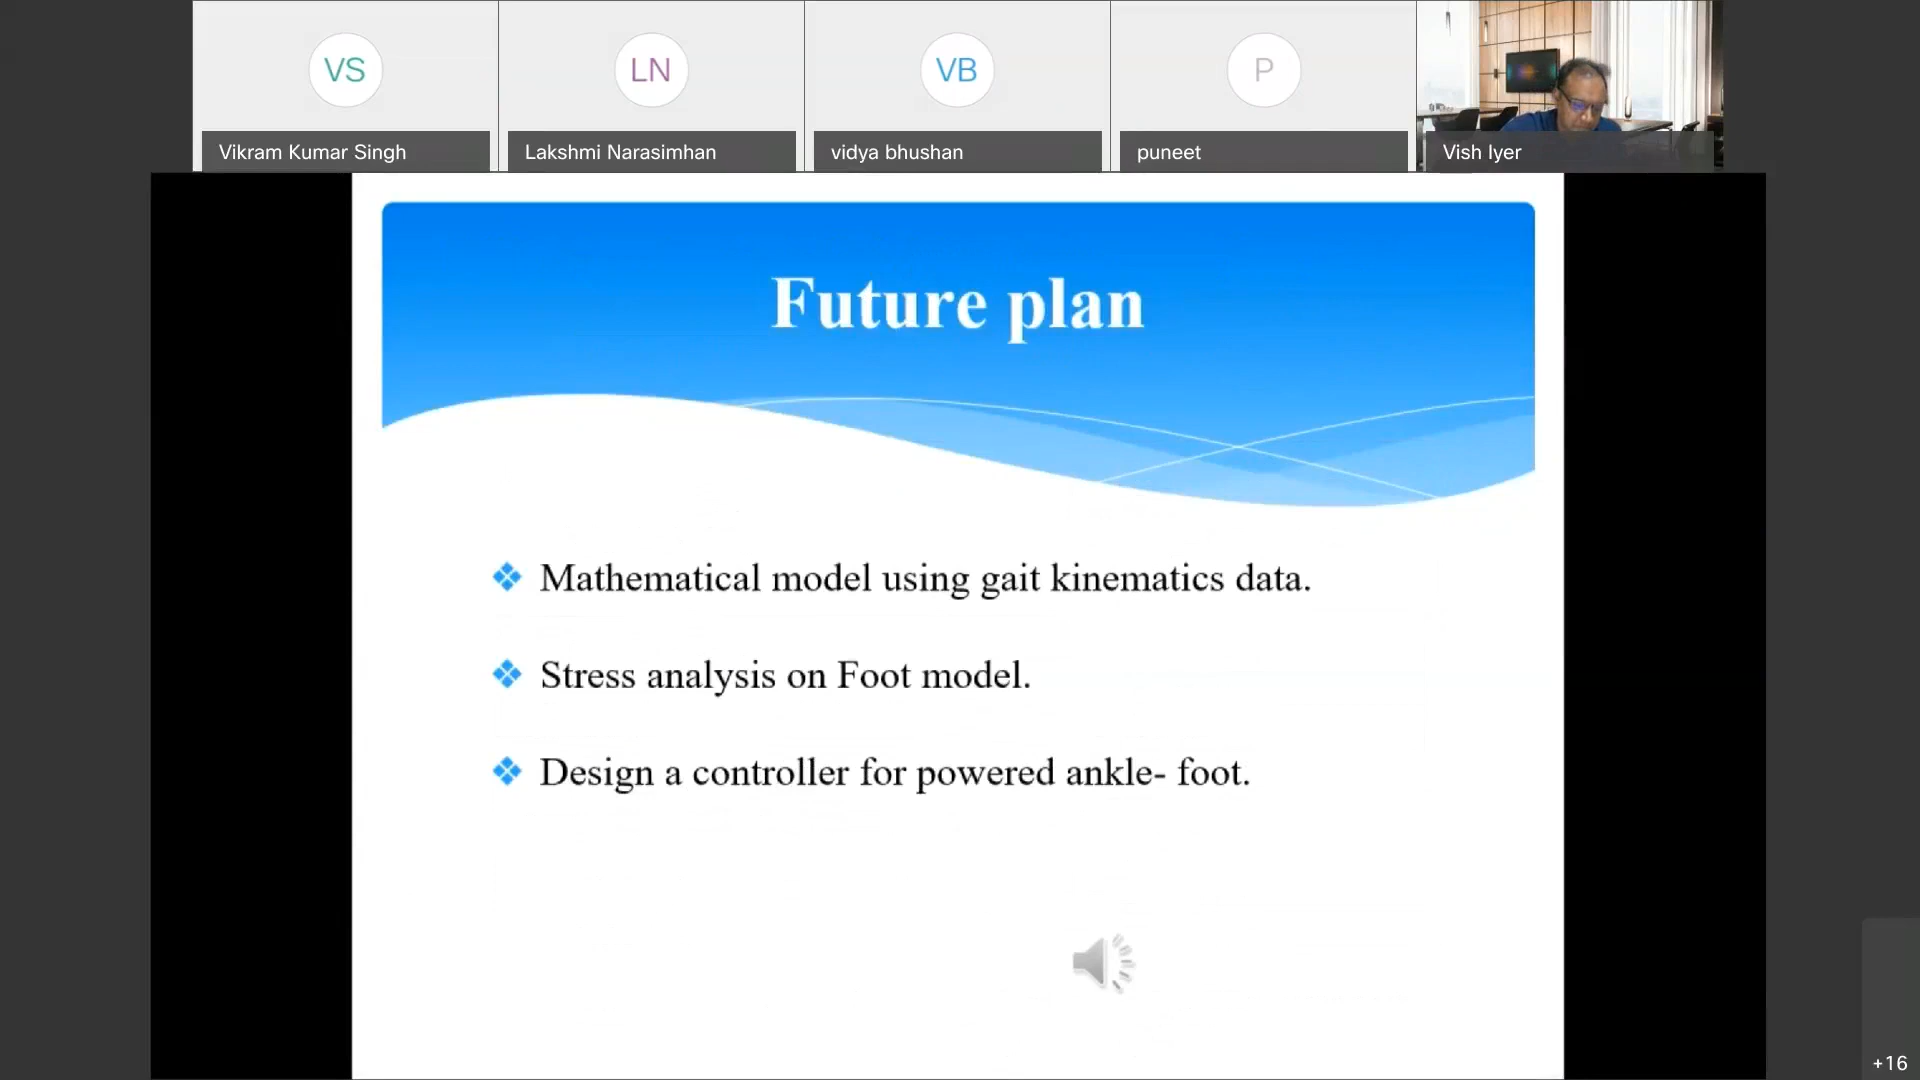 VS
LN
VB
P
Vikram Kumar Singh
Lakshmi Narasimhan
vidya bhushan
puneet
Vish Iyer
Future plan
Mathematical model using gait kinematics data.
Stress analysis on Foot model.
Design a controller for powered ankle- foot.
+16